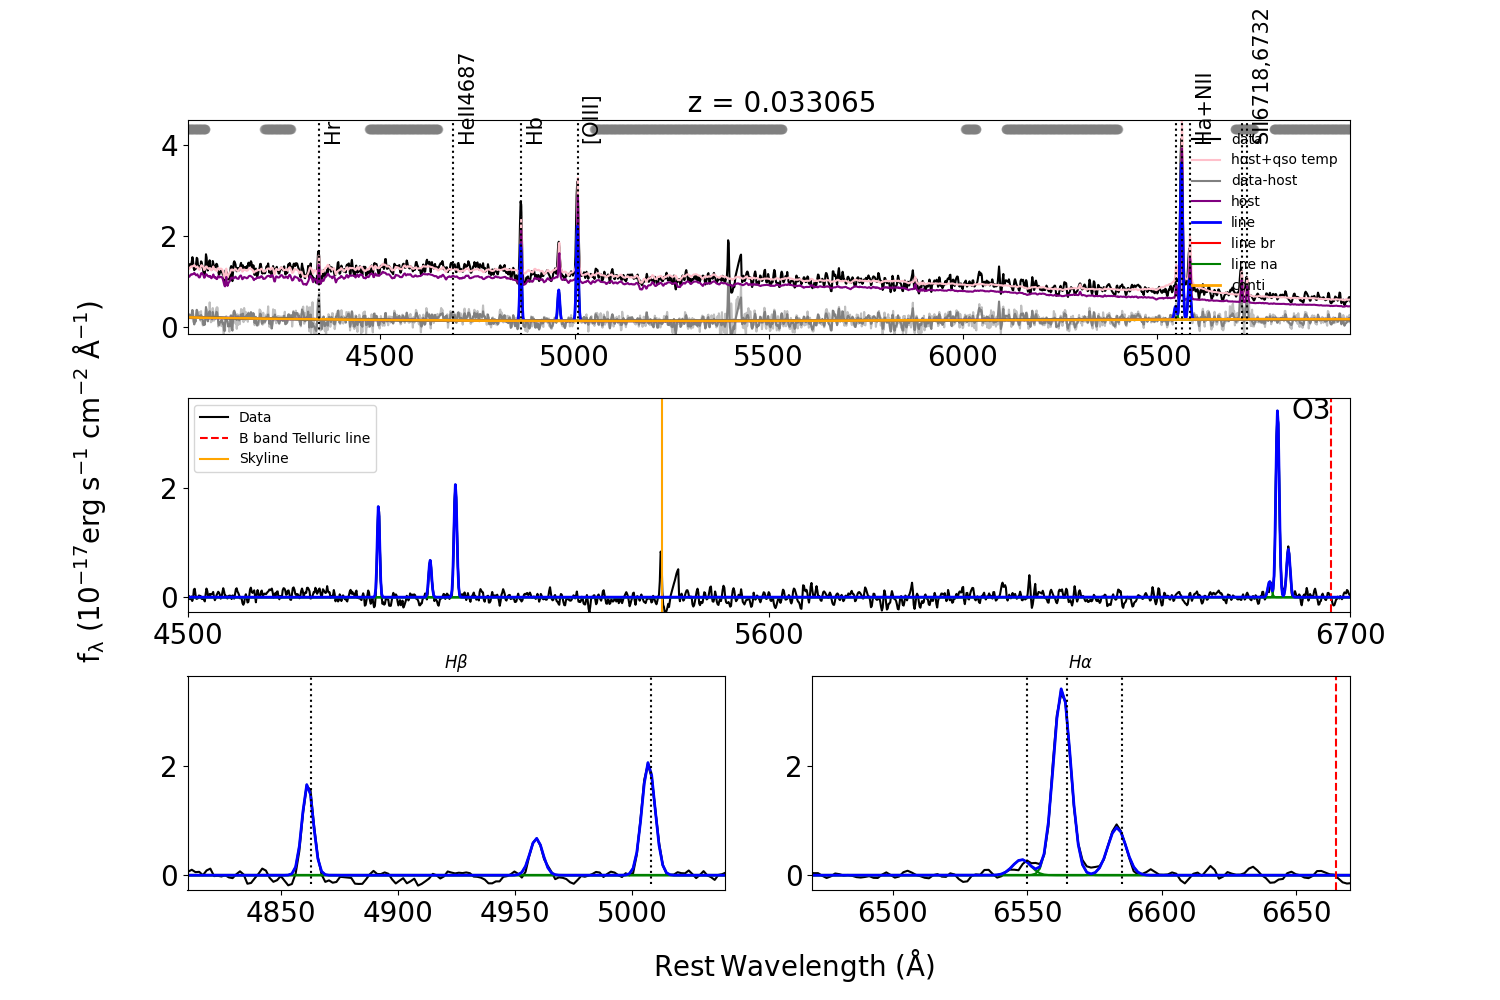 z = 0.033065
Hr
HeII4687
Hb
[OIII]
Ha+NII
SII6718,6732
4
2
0
data
host+qso temp
data-host
host
line
line br
line na
conti
4500
5000
5500
6000
6500
fλ (10−17erg s−1 cm−2 Å−1)
Data
B band Telluric line
Skyline
O3
2
0
4500
5600
6700
Hβ
2
0
4850
4900
4950
5000
Hα
2
0
6500
6550
6600
6650
Rest Wavelength (Å)